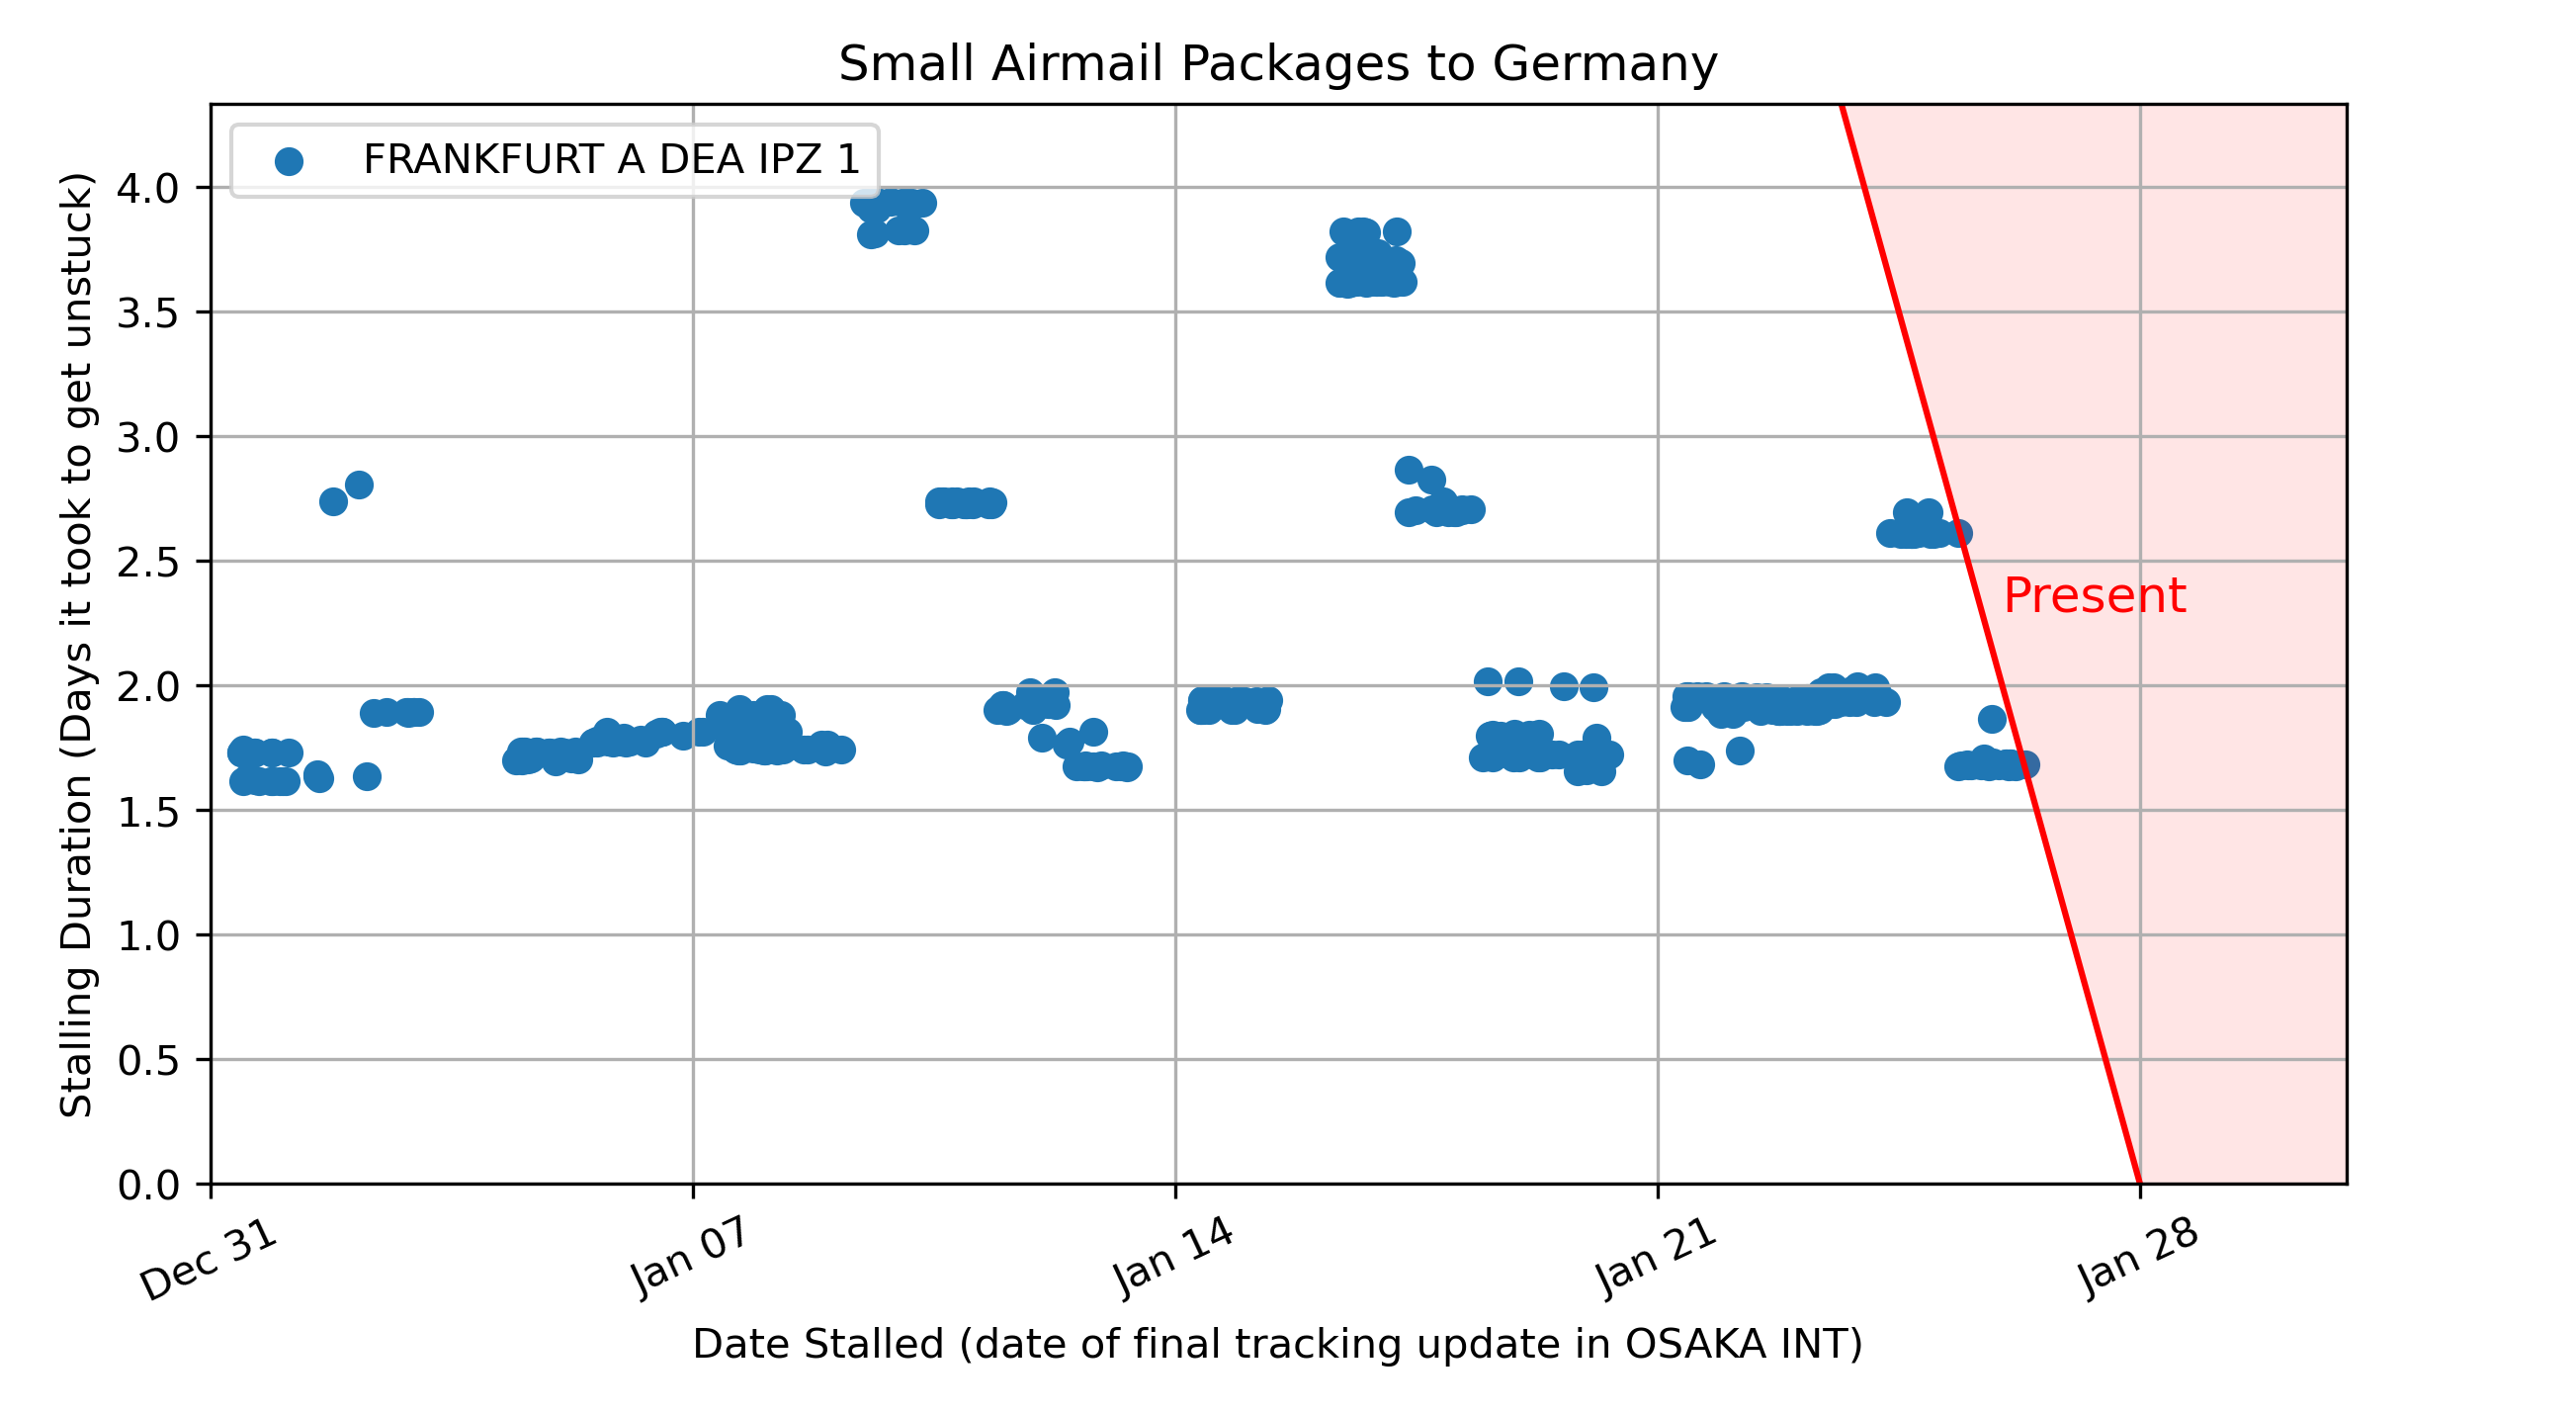 Small Airmail Packages to Germany
FRANKFURT A DEA IPZ 1
Stalling Duration (Days it took to get unstuck)
4.0
3.5
3.0
2.5
2.0
1.5
1.0
0.5
0.0
Present
Dec 31
Jan 07
Jan 14
Jan 21
Jan 28
Date Stalled (date of final tracking update in OSAKA INT)